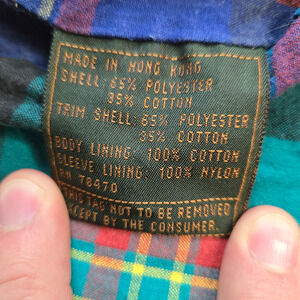 MADE IN HONG KONG
SHELL: 65% POLYESTER
35% COTTON
TRIM SHELL: 65% POLYESTER
35% COTTON
BODY LINING: 100% COTTON
SLEEVE LINING: 100% NYLON
RN 78470
THIS TAG NOT TO BE REMOVED
EXCEPT BY THE CONSUMER.